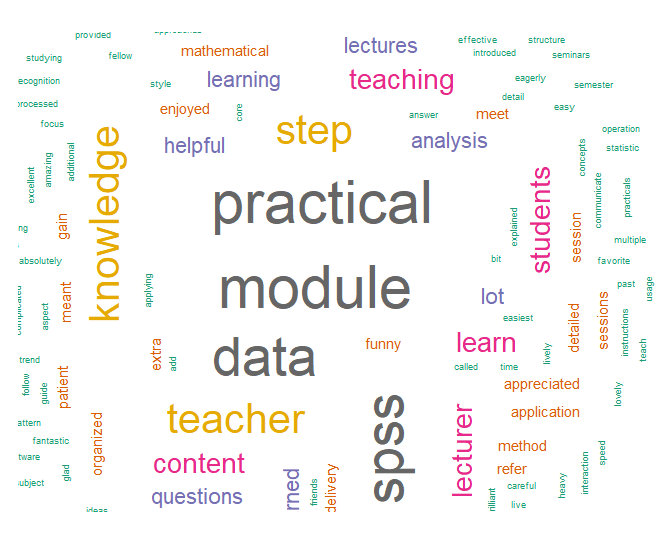 provided
approached
mathematical
lectures
effective
structure
introduced
seminars
studying
fellow
learning
teaching
eagerly
ecognition
style
semester
processed
enjoyed
core
detail
easy
answer
meet
focus
step
operation
helpful
analysis
statistic
additional
amazing
excellent
knowledge
concepts
communicate
practicals
students
practical
gain
explained
session
ng
multiple
absolutely
bit
favorite
module
applying
meant
aspect
complicated
lot
past
usage
easiest
detailed
sessions
instructions
data
funny
extra
add
learn
lively
teach
trend
called
time
follow
guide
patient
appreciated
lovely
teacher
application
attern
organized
spss
lecturer
fantastic
method
speed
tware
content
refer
interaction
glad
ubject
questions
rned
friends
delivery
careful
heavy
rilliant
live
ideas